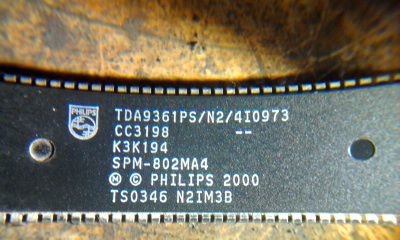 PHILIPS
TDA9361PS/N2/4I0973
CC3198 --
K3K194
SPM-802MA4
Ⓜ © PHILIPS 2000
TS0346 N2IM3B